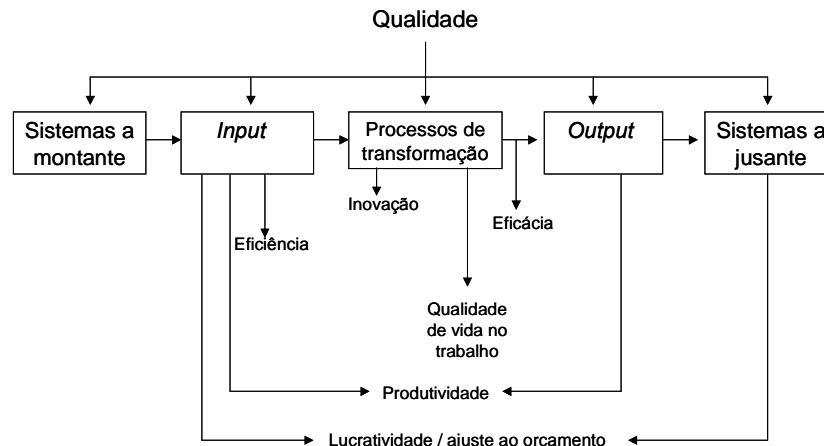 Qualidade
Sistemas a
montante
Input
Processos de
transformação
Output
Sistemas a
jusante
Inovação
Eficácia
Eficiência
Qualidade
de vida no
trabalho
Produtividade
Lucratividade / ajuste ao orçamento